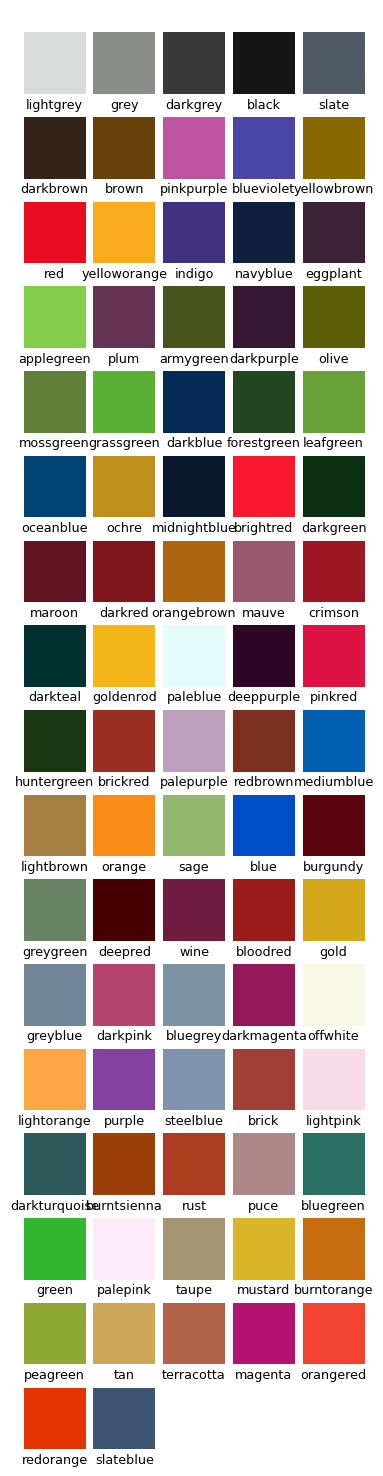 lightgrey grey darkgrey black slate
darkbrown brown pinkpurple blueviolet yellowbrown
red yelloworange indigo navyblue eggplant
applegreen plum armygreen darkpurple olive
mossgreen grassgreen darkblue forestgreen leafgreen
oceanblue ochre midnightblue brightred darkgreen
maroon darkred orangebrown mauve crimson
darkteal goldenrod paleblue deeppurple pinkred
huntergreen brickred palepurple redbrown mediumblue
lightbrown orange sage blue burgundy
greygreen deepred wine bloodred gold
greyblue darkpink bluegrey darkmagenta offwhite
lightorange purple steelblue brick lightpink
darkturquoise burntsienna rust puce bluegreen
green palepink taupe mustard burntorange
peagreen tan terracotta magenta orangered
redorange slateblue